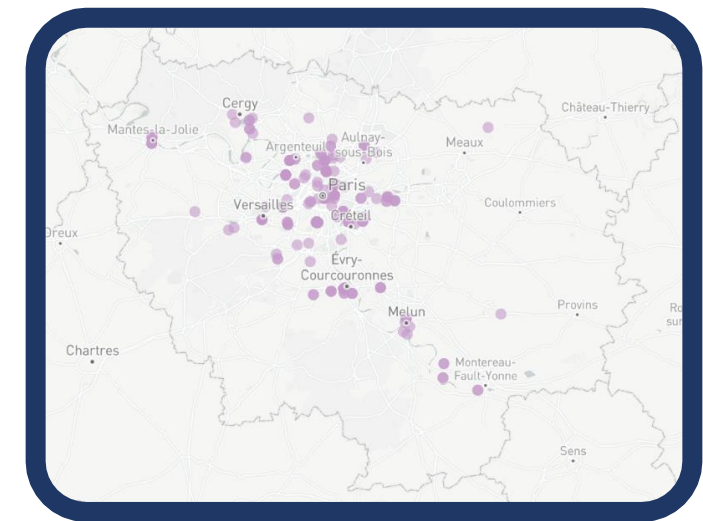 Château-Thierry
Cergy
Mantes-la-Jolie
Aulnay-
sous-Bois
Argenteuil
Meaux
Paris
Versailles
Coulommiers
Créteil
Dreux
Évry-
Courcouronnes
Provins
Melun
Chartres
Montereau-
Fault-Yonne
Sens